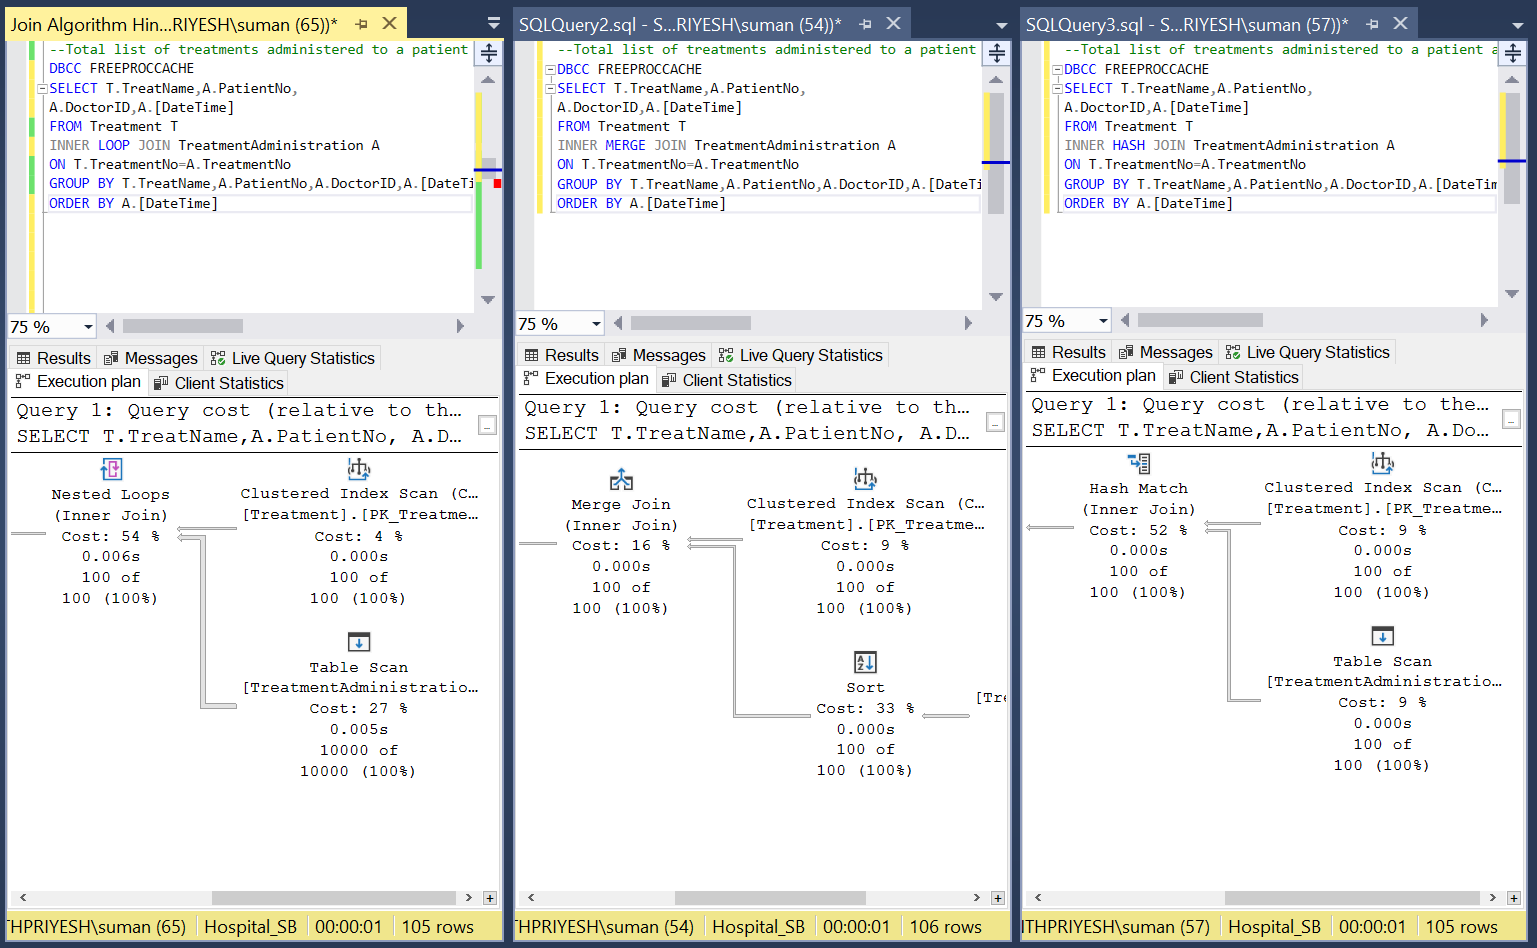 Join Algorithm Hin...RIYESH\suman (65))*
--Total list of treatments administered to a patient
DBCC FREEPROCCACHE
SELECT T.TreatName,A.PatientNo,
A.DoctorID,A.[DateTime]
FROM Treatment T
INNER LOOP JOIN TreatmentAdministration A
ON T.TreatmentNo=A.TreatmentNo
GROUP BY T.TreatName,A.PatientNo,A.DoctorID,A.[DateTi
ORDER BY A.[DateTime]
75 %
Results Messages Live Query Statistics
Execution plan Client Statistics
Query 1: Query cost (relative to th...
SELECT T.TreatName,A.PatientNo, A.D...
Nested Loops
(Inner Join)
Cost: 54 %
0.006s
100 of
100 (100%)
Clustered Index Scan (C...
[Treatment].[PK_Treatme...
Cost: 4 %
0.000s
100 of
100 (100%)
Table Scan
[TreatmentAdministratio...
Cost: 27 %
0.005s
10000 of
10000 (100%)
THPRIYESH\suman (65) Hospital_SB 00:00:01 105 rows
SQLQuery2.sql - S...RIYESH\suman (54))*
--Total list of treatments administered to a patient
DBCC FREEPROCCACHE
SELECT T.TreatName,A.PatientNo,
A.DoctorID,A.[DateTime]
FROM Treatment T
INNER MERGE JOIN TreatmentAdministration A
ON T.TreatmentNo=A.TreatmentNo
GROUP BY T.TreatName,A.PatientNo,A.DoctorID,A.[DateTi
ORDER BY A.[DateTime]
75 %
Results Messages Live Query Statistics
Execution plan Client Statistics
Query 1: Query cost (relative to th...
SELECT T.TreatName,A.PatientNo, A.D...
Merge Join
(Inner Join)
Cost: 16 %
0.000s
100 of
100 (100%)
Clustered Index Scan (C...
[Treatment].[PK_Treatme...
Cost: 9 %
0.000s
100 of
100 (100%)
Sort
Cost: 33 %
0.000s
100 of
100 (100%)
[Tre
THPRIYESH\suman (54) Hospital_SB 00:00:01 106 rows
SQLQuery3.sql - S...RIYESH\suman (57))*
--Total list of treatments administered to a patient a
DBCC FREEPROCCACHE
SELECT T.TreatName,A.PatientNo,
A.DoctorID,A.[DateTime]
FROM Treatment T
INNER HASH JOIN TreatmentAdministration A
ON T.TreatmentNo=A.TreatmentNo
GROUP BY T.TreatName,A.PatientNo,A.DoctorID,A.[DateTim
ORDER BY A.[DateTime]
75 %
Results Messages Live Query Statistics
Execution plan Client Statistics
Query 1: Query cost (relative to the...
SELECT T.TreatName,A.PatientNo, A.Do...
Hash Match
(Inner Join)
Cost: 52 %
0.000s
100 of
100 (100%)
Clustered Index Scan (C...
[Treatment].[PK_Treatme...
Cost: 9 %
0.000s
100 of
100 (100%)
Table Scan
[TreatmentAdministratio...
Cost: 9 %
0.000s
100 of
100 (100%)
ITHPRIYESH\suman (57) Hospital_SB 00:00:01 105 rows